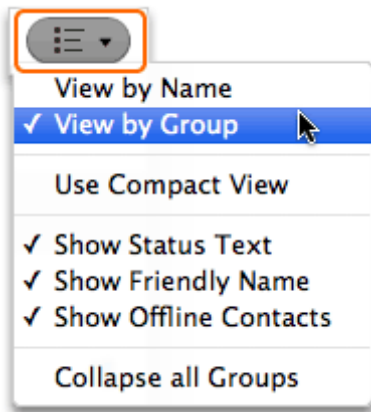 View by Name
✓ View by Group
Use Compact View
✓ Show Status Text
✓ Show Friendly Name
✓ Show Offline Contacts
Collapse all Groups